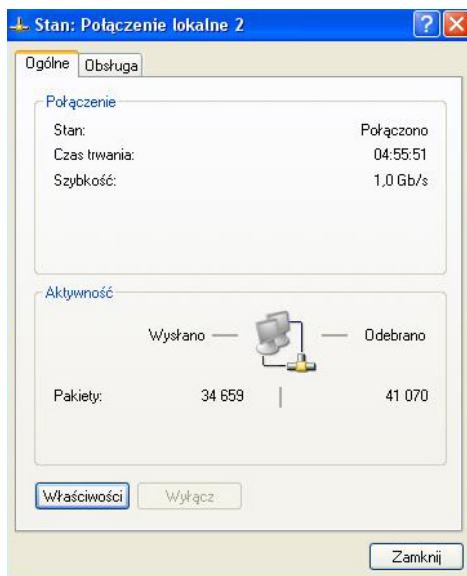 Stan: Połączenie lokalne 2
Ogólne Obsługa
Połączenie
Stan: Połączono
Czas trwania: 04:55:51
Szybkość: 1,0 Gb/s
Aktywność
Wysłano Odebrano
Pakiety: 34 659 41 070
Właściwości Wyłącz
Zamknij